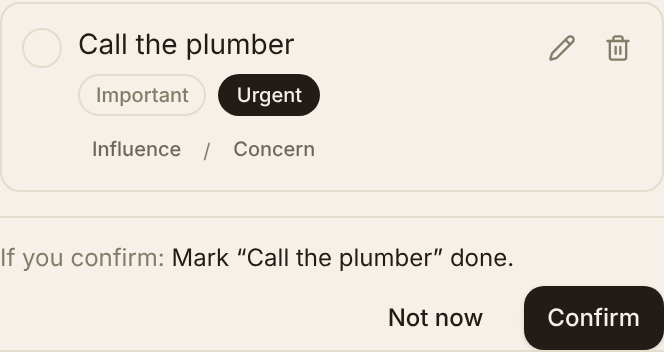 Call the plumber
Important Urgent
Influence / Concern
If you confirm: Mark “Call the plumber” done.
Not now Confirm